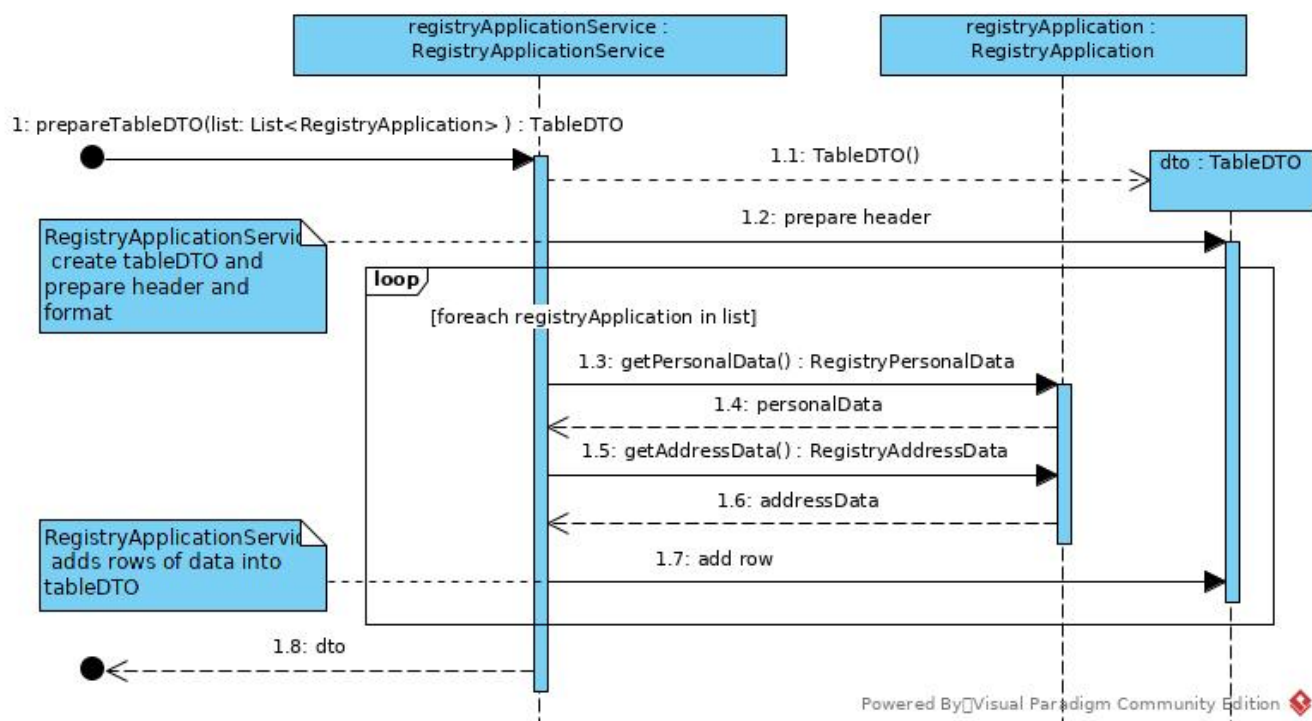 registryApplicationService :
RegistryApplicationService
registryApplication :
RegistryApplication
1: prepareTableDTO(list: List<RegistryApplication> ) : TableDTO
1.1: TableDTO()
dto : TableDTO
1.2: prepare header
RegistryApplicationServic
create tableDTO and
prepare header and
format
loop
[foreach registryApplication in list]
1.3: getPersonalData() : RegistryPersonalData
1.4: personalData
1.5: getAddressData() : RegistryAddressData
1.6: addressData
RegistryApplicationServic
adds rows of data into
tableDTO
1.7: add row
1.8: dto
Powered By Visual Paradigm Community Edition